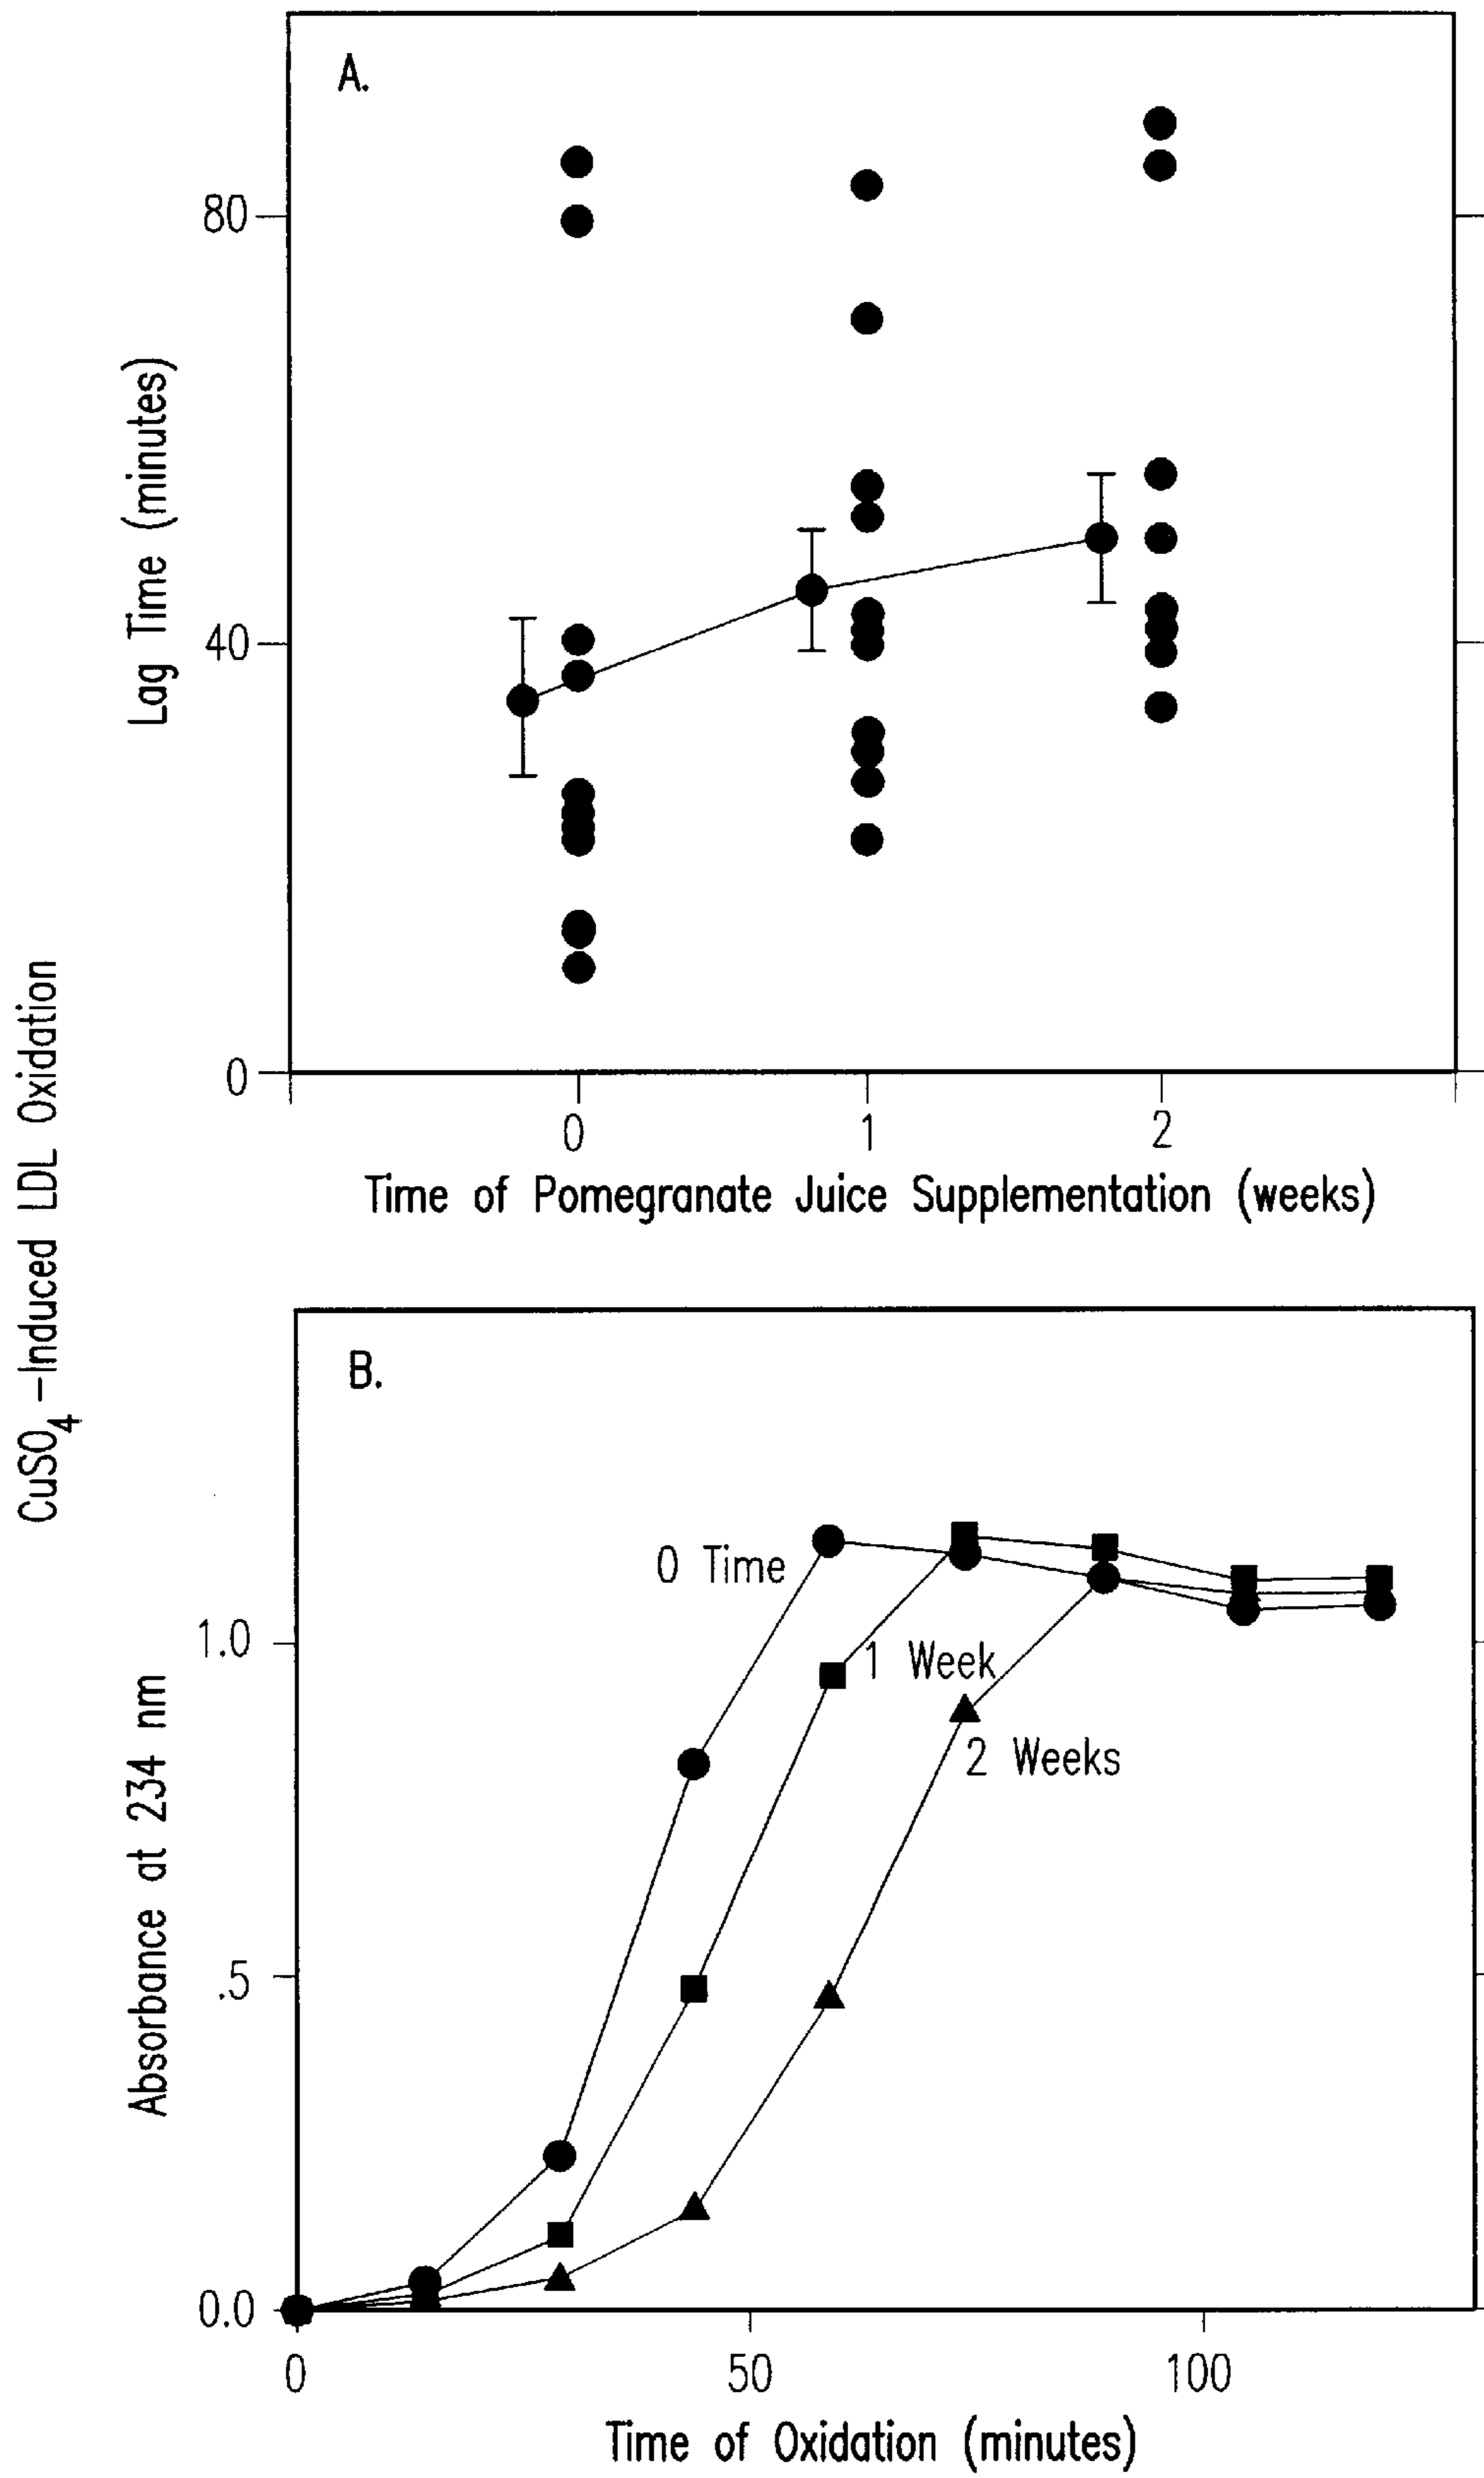 CuSO4-Induced LDL Oxidation
A.
Lag Time (minutes)
80
40
0
0 1 2
Time of Pomegranate Juice Supplementation (weeks)
B.
Absorbance at 234 nm
1.0
.5
0.0
0 Time
1 Week
2 Weeks
0 50 100
Time of Oxidation (minutes)